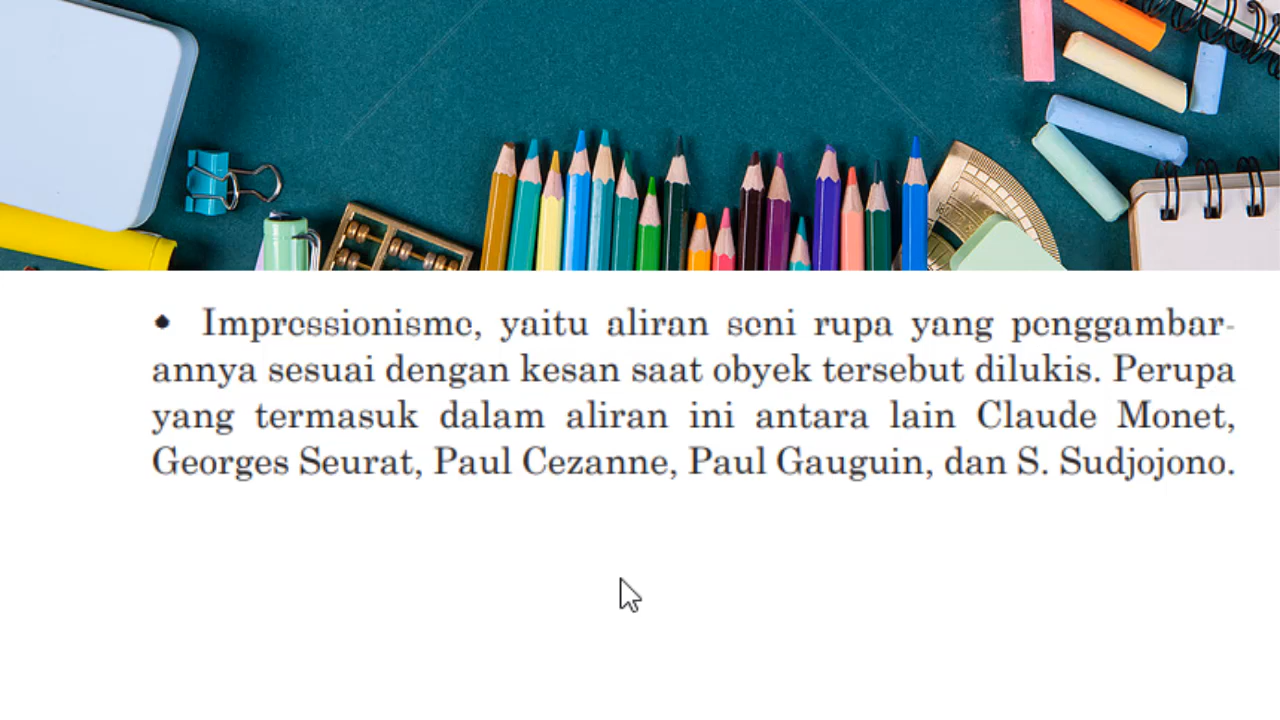 • Impressionisme, yaitu aliran seni rupa yang penggambar-
annya sesuai dengan kesan saat obyek tersebut dilukis. Perupa
yang termasuk dalam aliran ini antara lain Claude Monet,
Georges Seurat, Paul Cezanne, Paul Gauguin, dan S. Sudjojono.